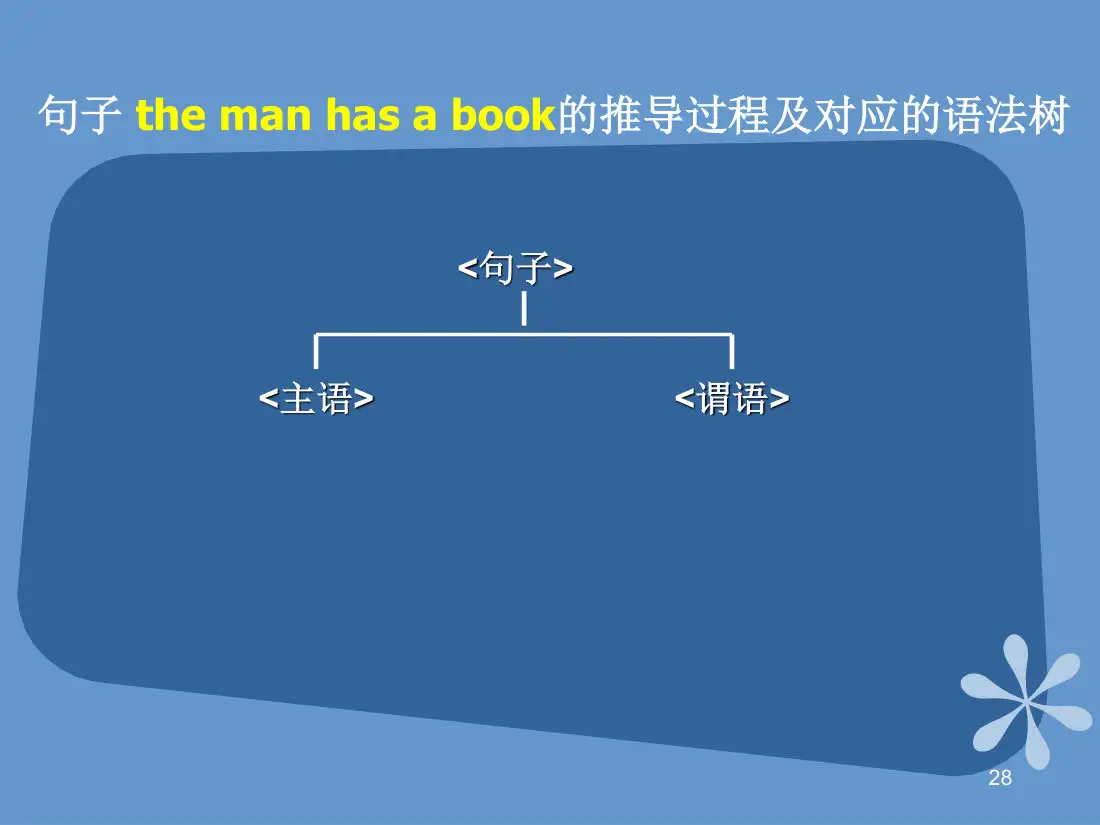 句子 the man has a book的推导过程及对应的语法树
<句子>
<主语> <谓语>
28